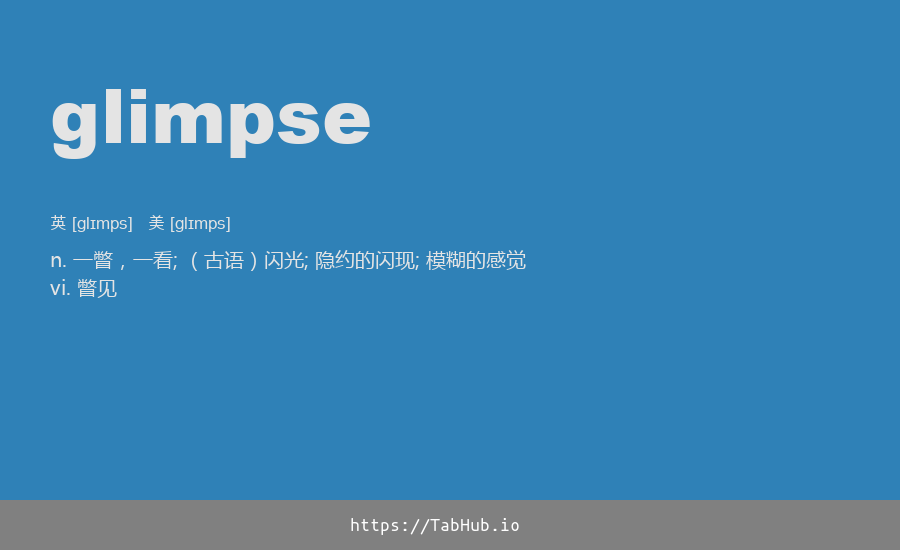 glimpse
英 [glɪmps] 美 [glɪmps]
n. 一瞥，一看; （古语）闪光; 隐约的闪现; 模糊的感觉
vi. 瞥见
https://TabHub.io